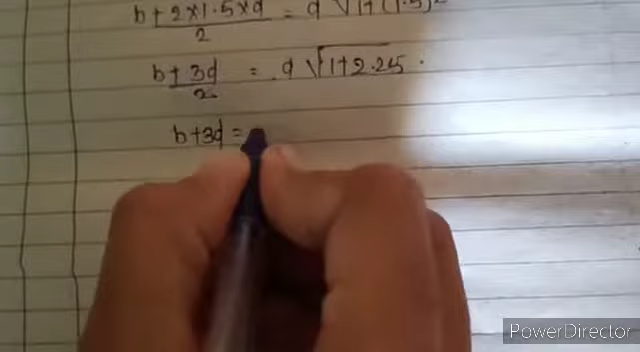 b+2×1.5×d/2 = d√1+(1.5)²
b+3d/2 = d√1+2.25.
b+3d =
PowerDirector